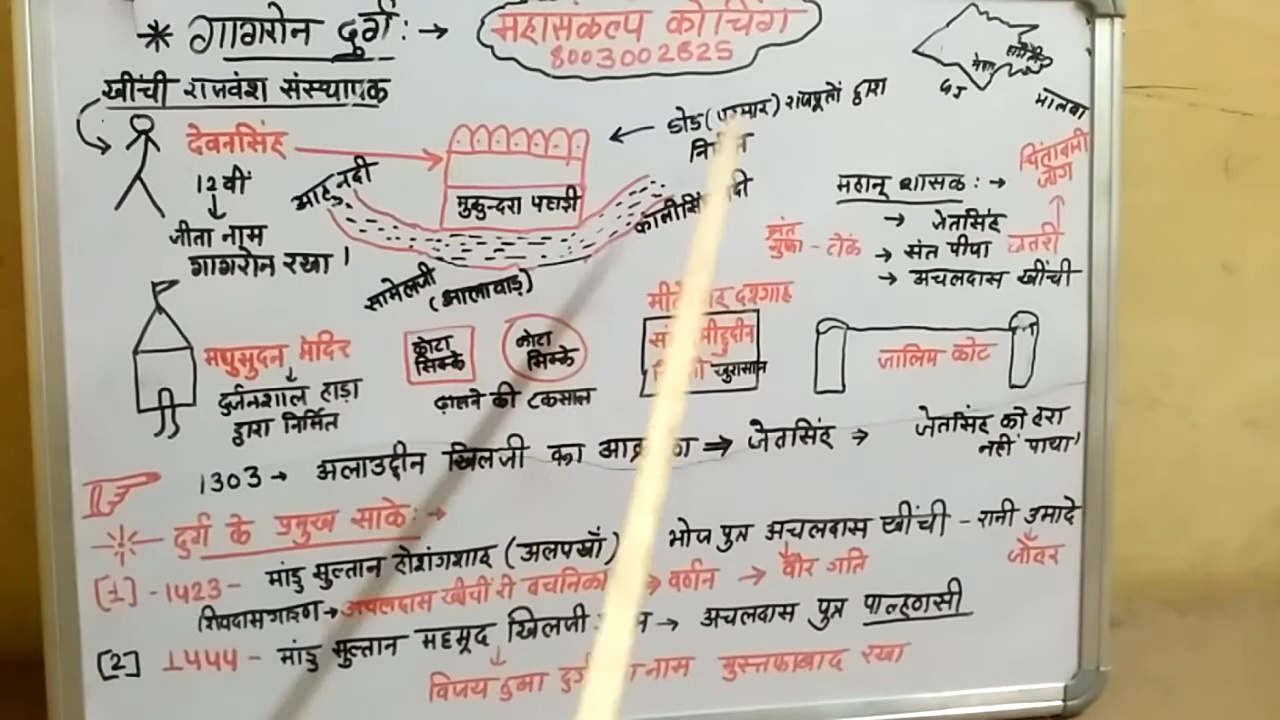 * गागरोन दुर्ग: →
महासंकल्प कोचिंग
8003002625
खींची राजवंश संस्थापक
देवनसिंह
12वीं
↓
जीता नाम
गागरोन रखा।
आहु नदी
मुकुन्दरा पहाड़ी
सामेलजी
(झालावाड़)
← डोड (परमार) राजपूतों द्वारा
मालवा
GJ
महान् शासक: →
→ जेतसिंह
→ संत पीपा
→ अचलदास खींची
संत
गुफा - टोंक
छतरी
मधुसुदन मंदिर
दुर्जनशाल हाड़ा
द्वारा निर्मित
कोटा
सिक्के
कोटा
सिक्के
ढालने की टकसाल
दरगाह
खुरासान
जालिम कोट
1303 → अलाउद्दीन खिलजी का ⇒ जेतसिंह → जेतसिंह को हरा
नहीं पाया।
दुर्ग के प्रमुख साके: →
[1] - 1423 - मांडु सुल्तान होशंगशाह (अलपखाँ) भोज पुत्र अचलदास खींची - रानी उमादे
शिवदास गाडण → अचलदास खींचीं री वचनिका → वर्णन → वीर गति
जौहर
[2] 1444 - मांडु सुल्तान महमूद खिलजी → अचलदास पुत्र पाल्हणसी
विजय हुआ नाम मुस्तफाबाद रखा